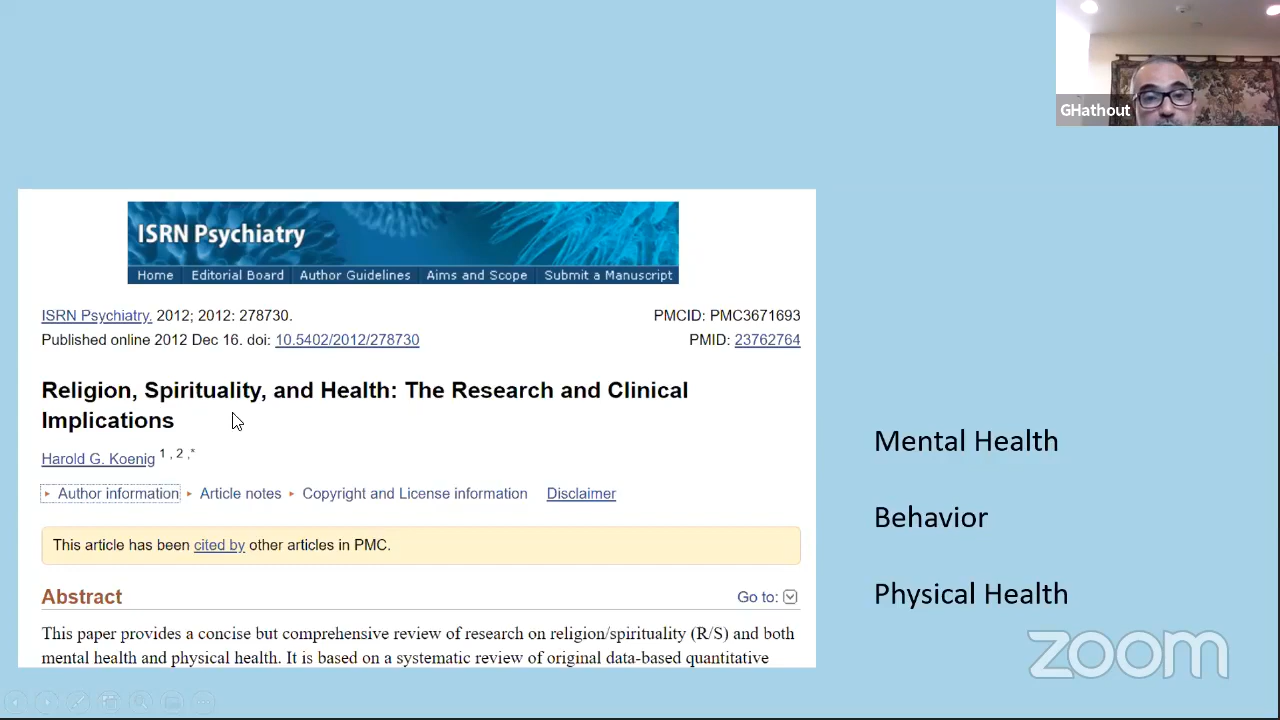 GHathout
ISRN Psychiatry
Home Editorial Board Author Guidelines Aims and Scope Submit a Manuscript
ISRN Psychiatry. 2012; 2012: 278730. PMCID: PMC3671693
Published online 2012 Dec 16. doi: 10.5402/2012/278730 PMID: 23762764
Religion, Spirituality, and Health: The Research and Clinical
Implications
Harold G. Koenig 1 , 2 ,*
▸ Author information ▸ Article notes ▸ Copyright and License information Disclaimer
This article has been cited by other articles in PMC.
Abstract Go to:
This paper provides a concise but comprehensive review of research on religion/spirituality (R/S) and both
mental health and physical health. It is based on a systematic review of original data-based quantitative
Mental Health
Behavior
Physical Health
zoom